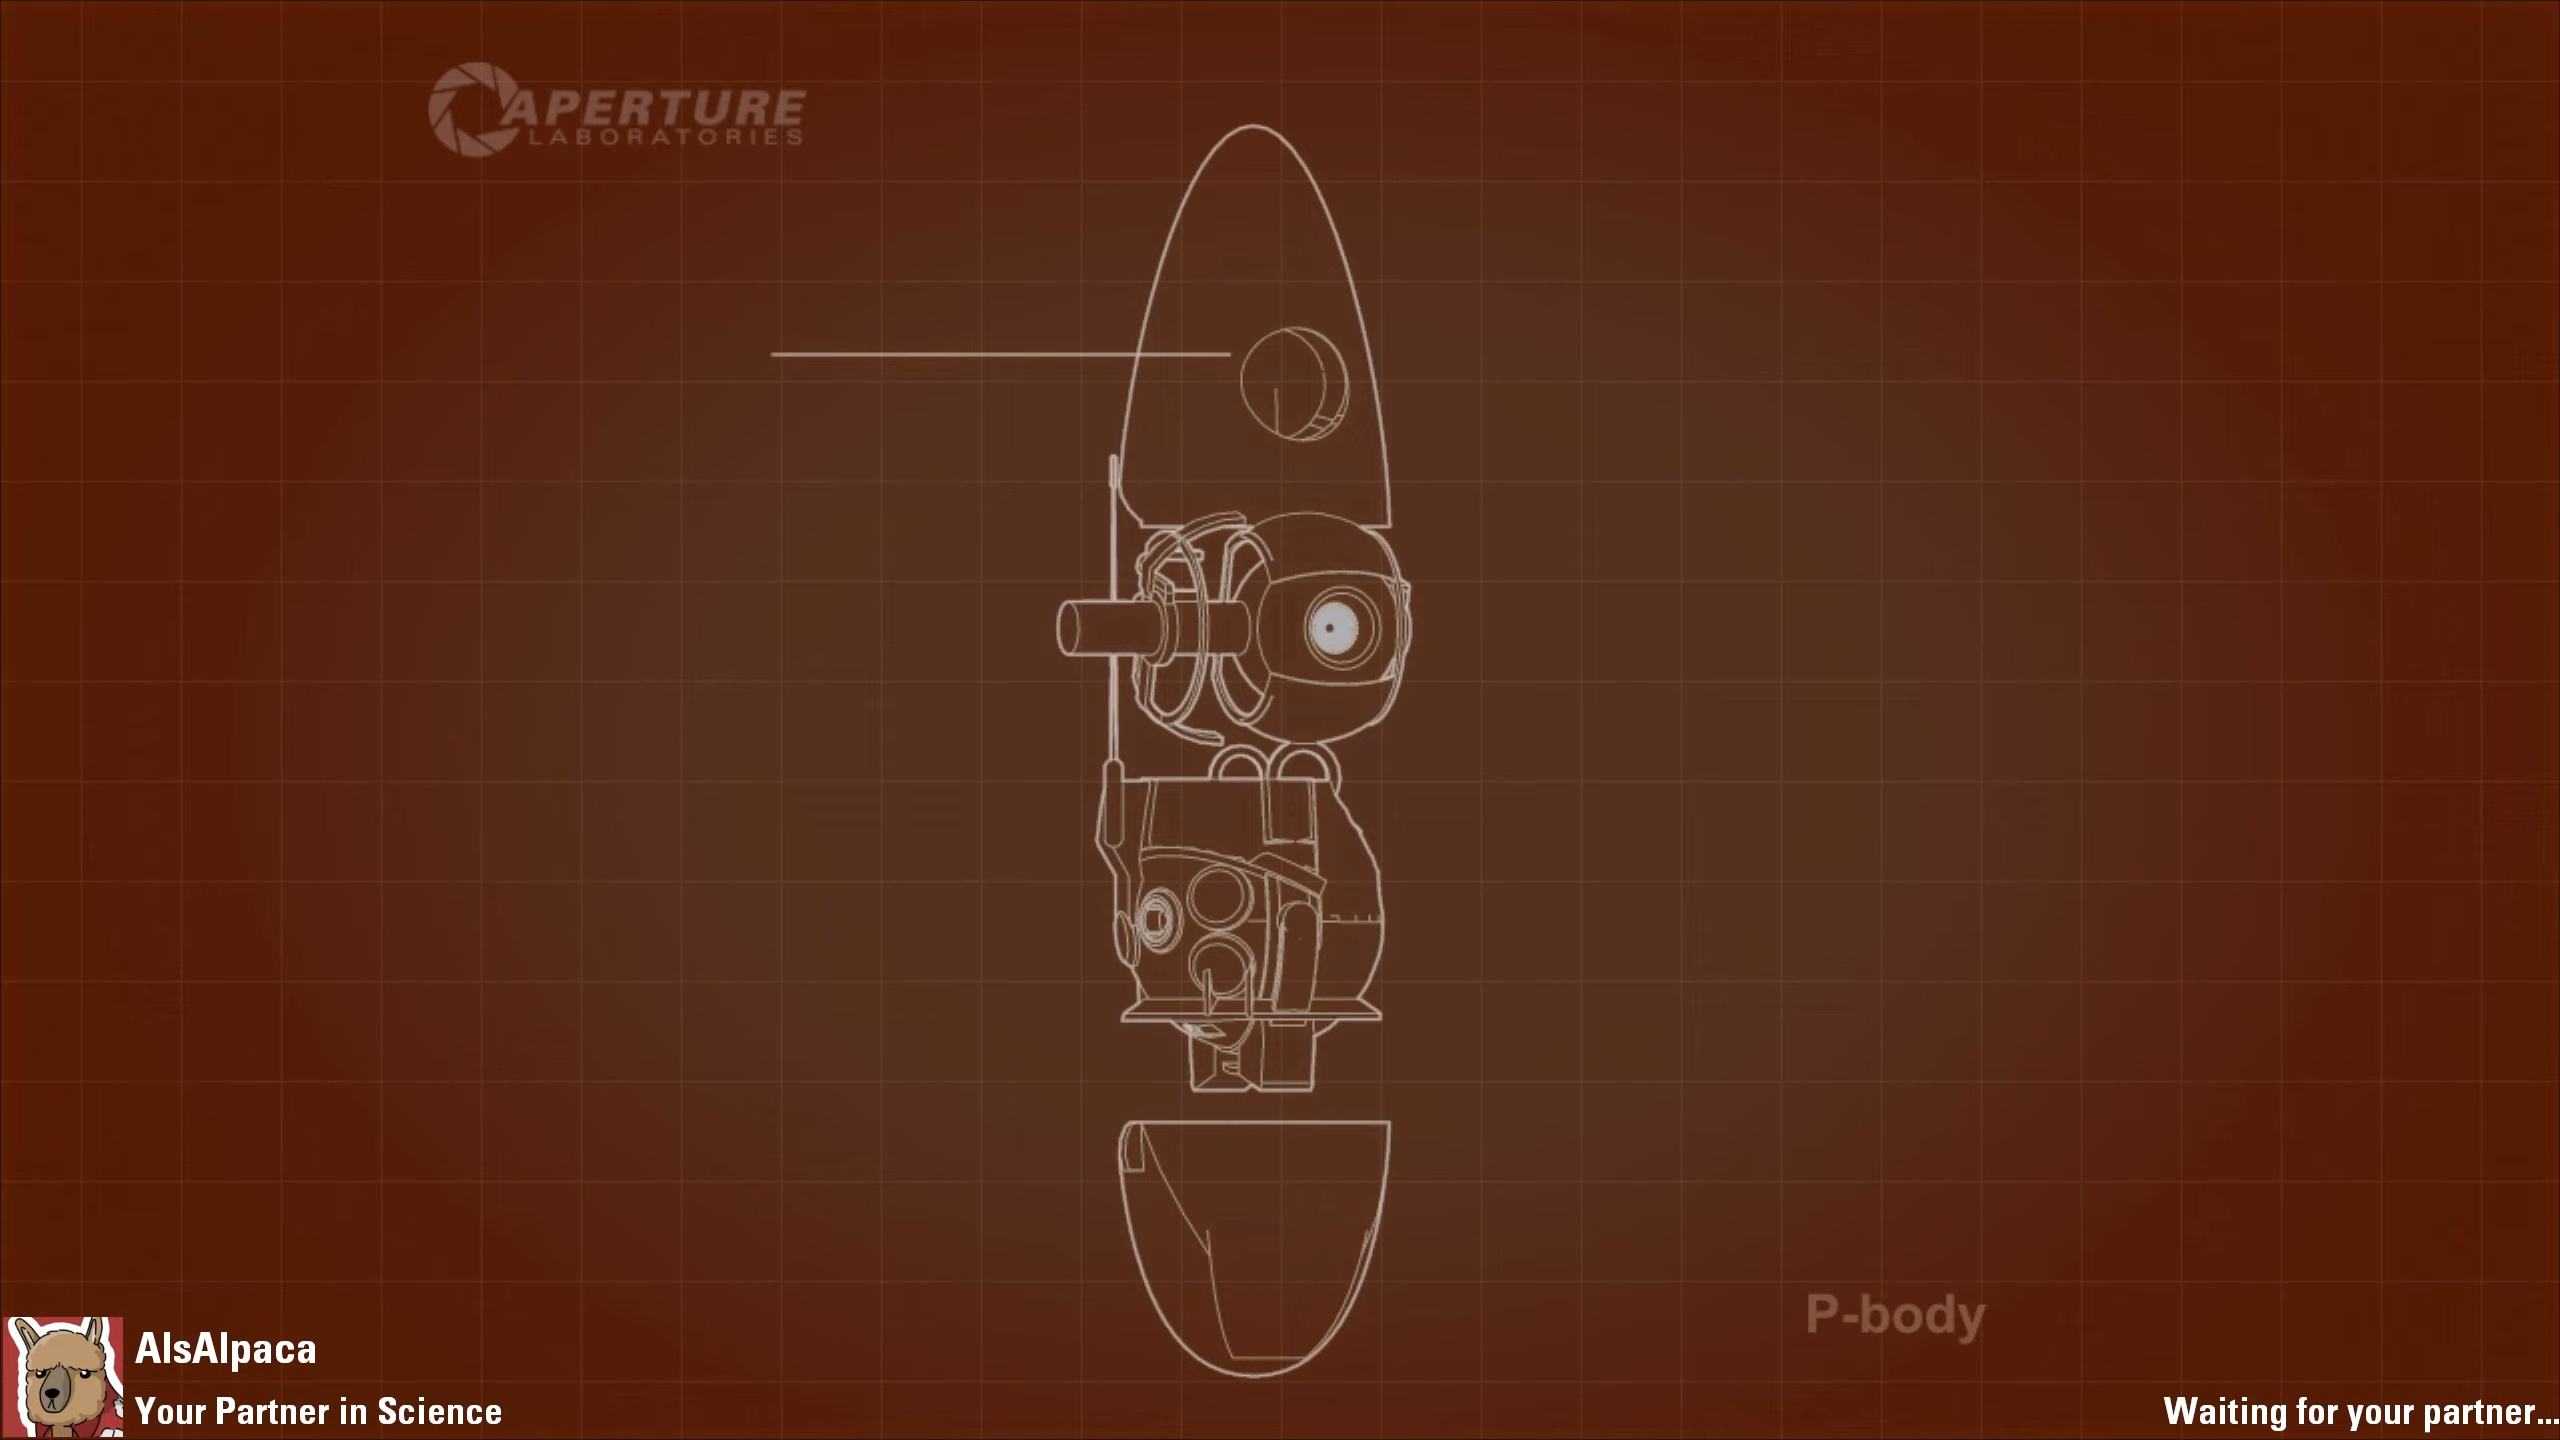 APERTURE
LABORATORIES
P-body
AlsAlpaca
Your Partner in Science
Waiting for your partner...